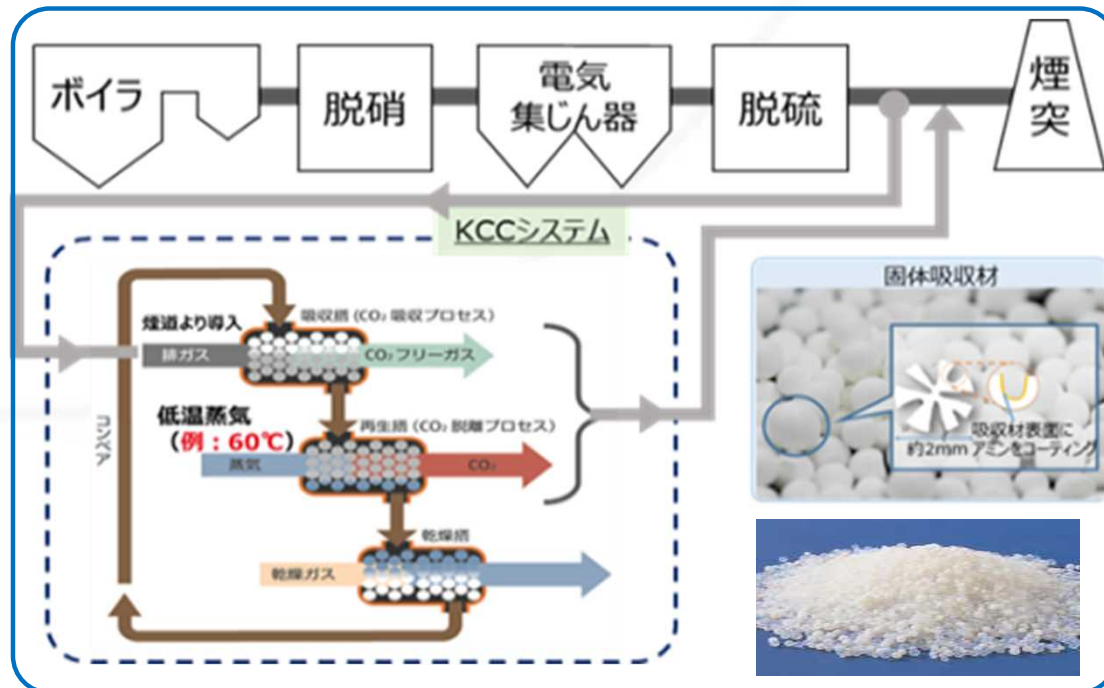 ボイラ
脱硝
電気
集じん器
脱硫
煙
突
KCCシステム
煙道より導入
吸収塔(CO₂ 吸収プロセス)
排ガス
CO₂ フリーガス
低温蒸気
(例:60℃)
再生塔(CO₂ 脱離プロセス)
蒸気
CO₂
コンベア
乾燥塔
乾燥ガス
固体吸収材
吸収材表面に
約2mm アミンをコーティング